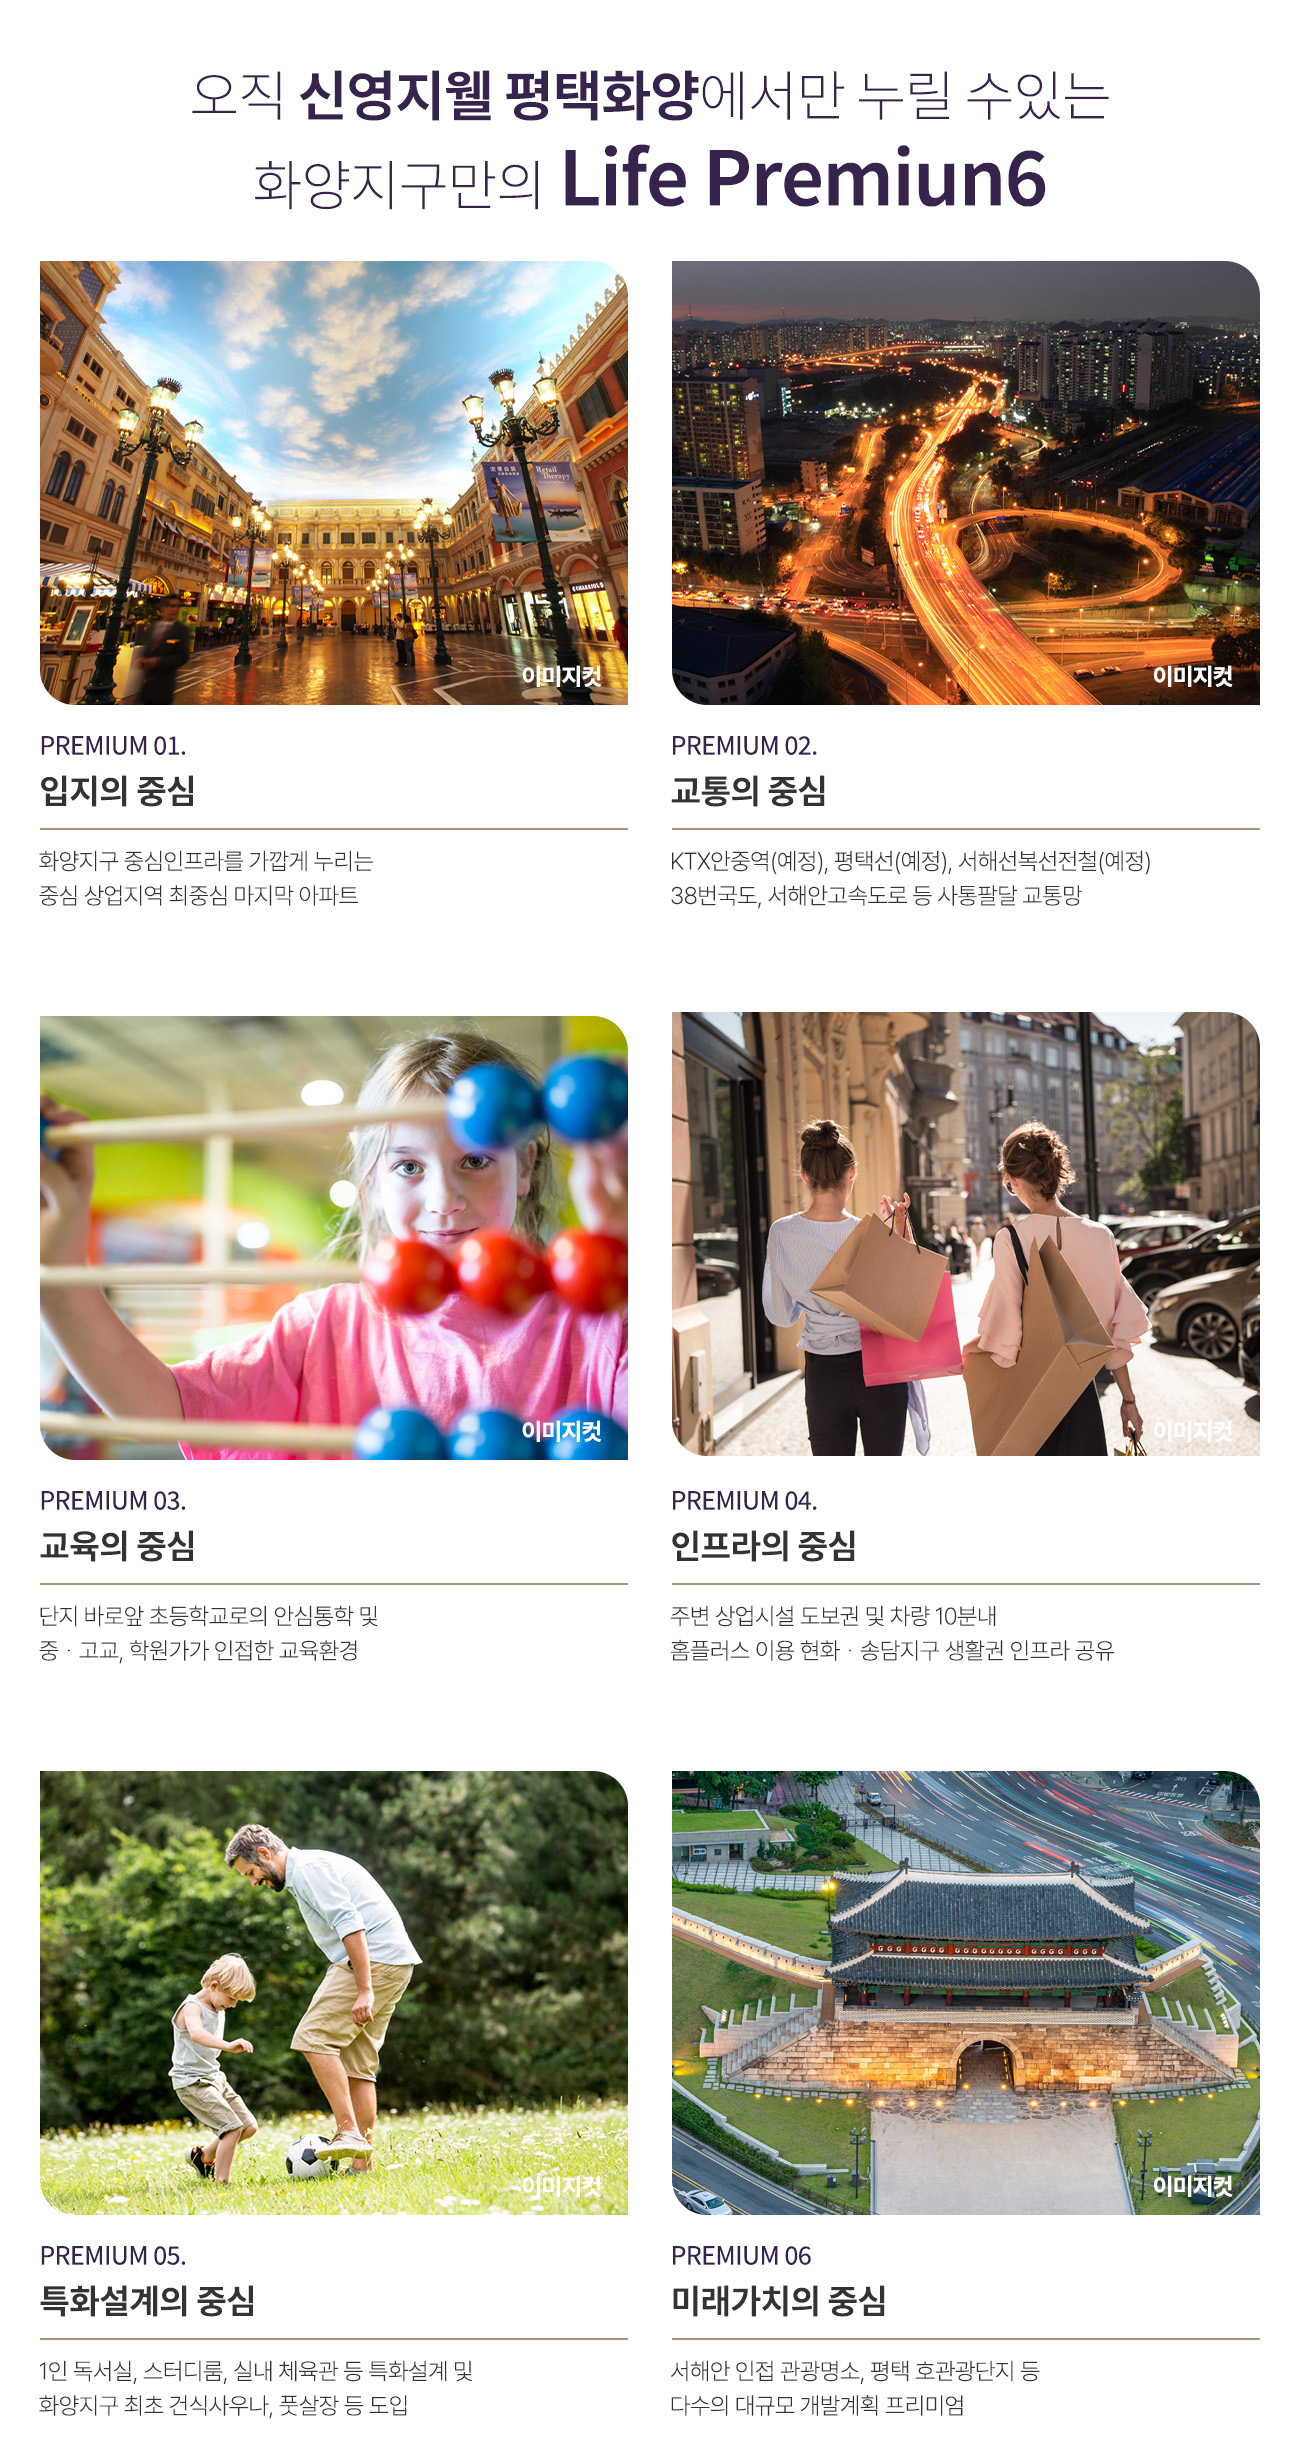 오직 신영지웰 평택화양에서만 누릴 수있는
화양지구만의 Life Premiun6
Retail
Therapy
CHARRIOL'S
이미지컷
이미지컷
PREMIUM 01.
입지의 중심
화양지구 중심인프라를 가깝게 누리는
중심 상업지역 최중심 마지막 아파트
PREMIUM 02.
교통의 중심
KTX안중역(예정), 평택선(예정), 서해선복선전철(예정)
38번국도, 서해안고속도로 등 사통팔달 교통망
이미지컷
이미지컷
PREMIUM 03.
교육의 중심
단지 바로앞 초등학교로의 안심통학 및
중 · 고교, 학원가가 인접한 교육환경
PREMIUM 04.
인프라의 중심
주변 상업시설 도보권 및 차량 10분내
홈플러스 이용 현화 · 송담지구 생활권 인프라 공유
이미지컷
이미지컷
PREMIUM 05.
특화설계의 중심
1인 독서실, 스터디룸, 실내 체육관 등 특화설계 및
화양지구 최초 건식사우나, 풋살장 등 도입
PREMIUM 06
미래가치의 중심
서해안 인접 관광명소, 평택 호관광단지 등
다수의 대규모 개발계획 프리미엄